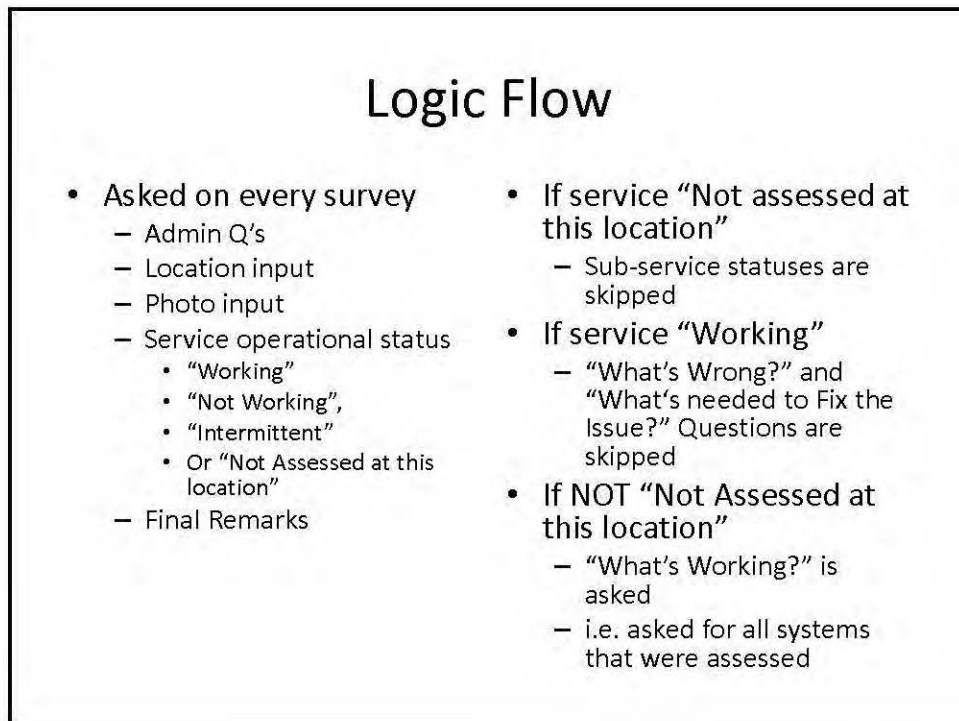 Logic Flow
• Asked on every survey
– Admin Q's
– Location input
– Photo input
– Service operational status
• “Working”
• “Not Working”,
• “Intermittent”
• Or “Not Assessed at this
location”
– Final Remarks
• If service “Not assessed at
this location”
– Sub-service statuses are
skipped
• If service “Working”
– “What’s Wrong?” and
“What‘s needed to Fix the
Issue?” Questions are
skipped
• If NOT “Not Assessed at
this location”
– “What’s Working?” is
asked
– i.e. asked for all systems
that were assessed